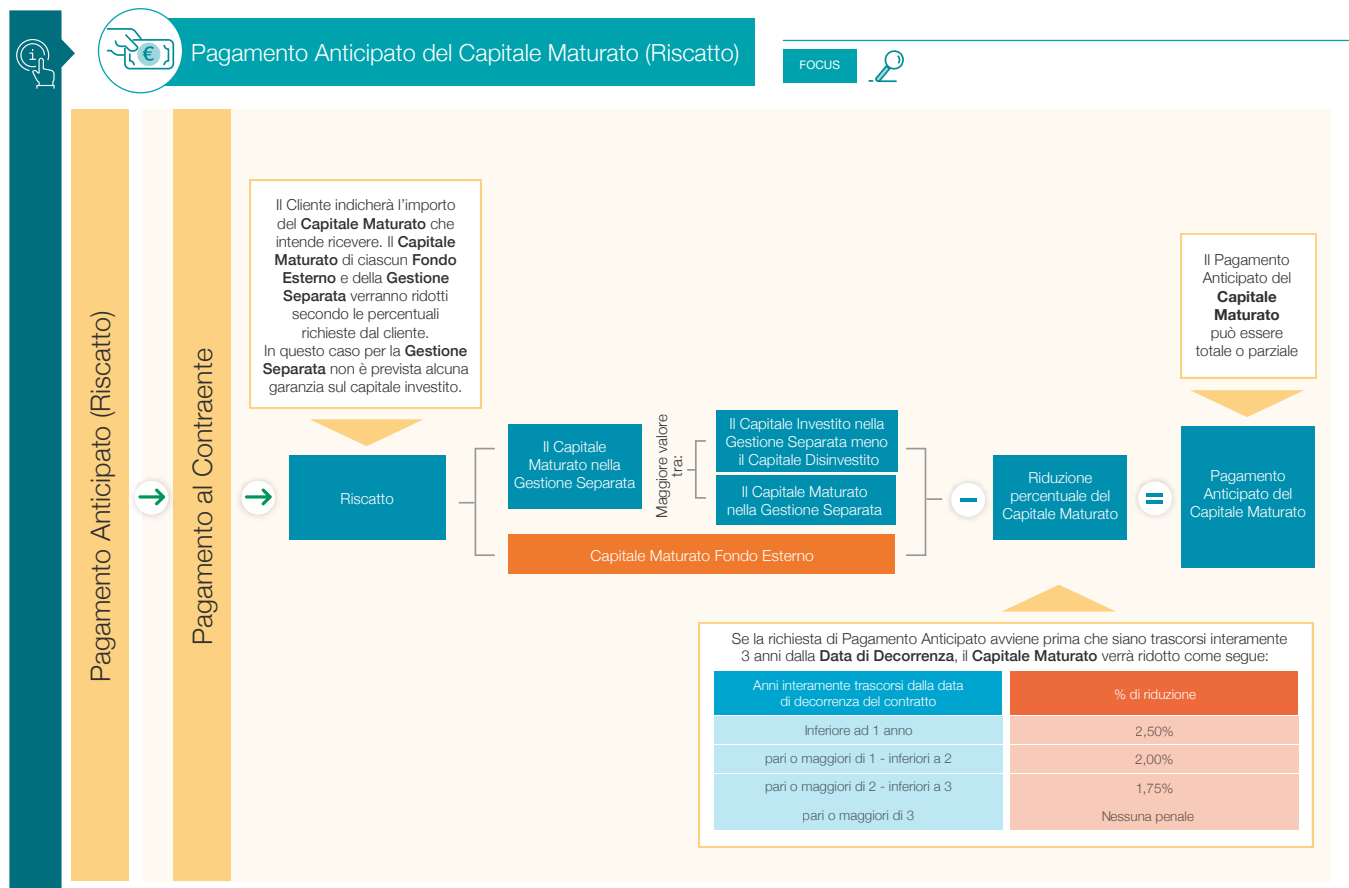 Pagamento Anticipato del Capitale Maturato (Riscatto)
FOCUS
Pagamento Anticipato (Riscatto)
Pagamento al Contraente
Il Cliente indicherà l'importo
del Capitale Maturato che
intende ricevere. Il Capitale
Maturato di ciascun Fondo
Esterno e della Gestione
Separata verranno ridotti
secondo le percentuali
richieste dal cliente.
In questo caso per la Gestione
Separata non è prevista alcuna
garanzia sul capitale investito.
Riscatto
Il Capitale
Maturato nella
Gestione Separata
Maggiore valore
tra:
Il Capitale Investito nella
Gestione Separata meno
il Capitale Disinvestito
Il Capitale Maturato
nella Gestione Separata
Capitale Maturato Fondo Esterno
Riduzione
percentuale del
Capitale Maturato
Il Pagamento
Anticipato del
Capitale
Maturato
può essere
totale o parziale
Pagamento
Anticipato del
Capitale Maturato
Se la richiesta di Pagamento Anticipato avviene prima che siano trascorsi interamente
3 anni dalla Data di Decorrenza, il Capitale Maturato verrà ridotto come segue:
Anni interamente trascorsi dalla data
di decorrenza del contratto
% di riduzione
Inferiore ad 1 anno
2,50%
pari o maggiori di 1 - inferiori a 2
2,00%
pari o maggiori di 2 - inferiori a 3
1,75%
pari o maggiori di 3
Nessuna penale